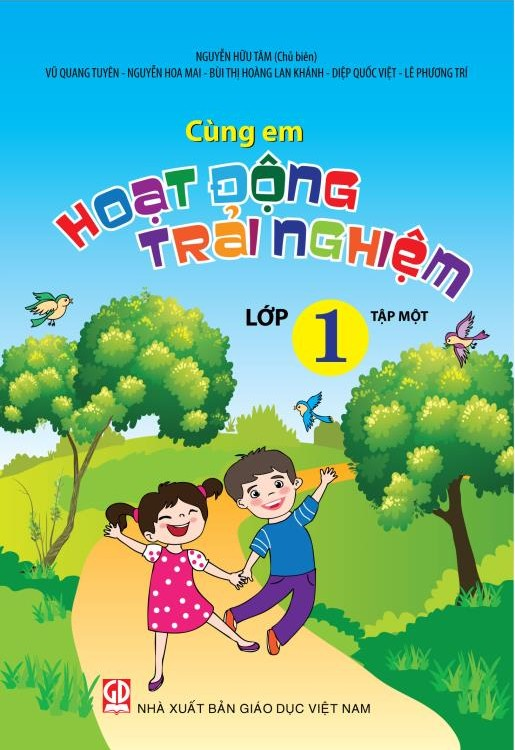 NGUYỄN HỮU TÂM (Chủ biên)
VŨ QUANG TUYÊN - NGUYỄN HOA MAI - BÙI THỊ HOÀNG LAN KHÁNH - DIỆP QUỐC VIỆT - LÊ PHƯƠNG TRÍ
Cùng em
HOẠT ĐỘNG
TRẢI NGHIỆM
LỚP 1 TẬP MỘT
GD
NHÀ XUẤT BẢN GIÁO DỤC VIỆT NAM